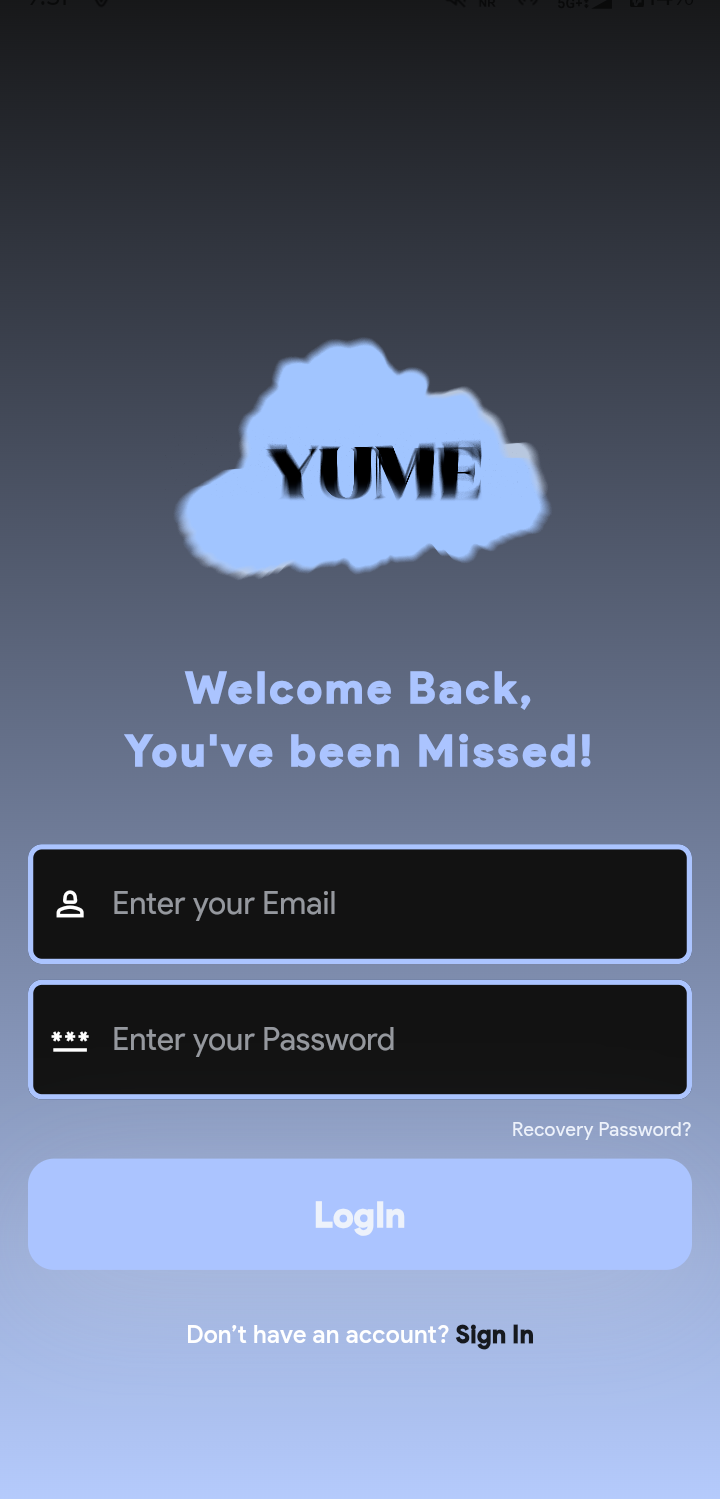 YUME
Welcome Back,
You've been Missed!
Enter your Email
Enter your Password
Recovery Password?
LogIn
Don’t have an account? Sign In